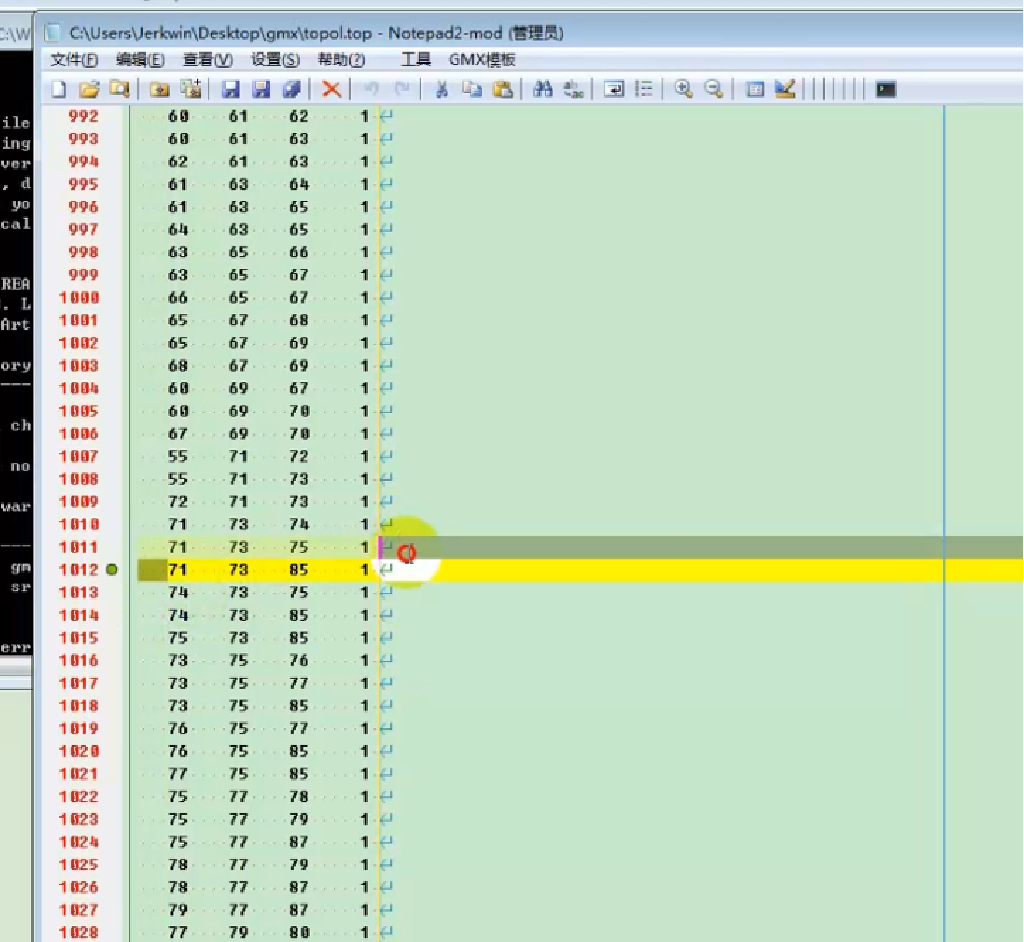 C:\W
C:\Users\Jerkwin\Desktop\gmx\topol.top - Notepad2-mod (管理员)
文件(F) 编辑(E) 查看(V) 设置(S) 帮助(?) 工具 GMX模板
ile
ing
ver
, d
yo
cal
REA
. L
Art
ory
---
ch
no
war
---
gm
sr
err
992 60 61 62 1
993 60 61 63 1
994 62 61 63 1
995 61 63 64 1
996 61 63 65 1
997 64 63 65 1
998 63 65 66 1
999 63 65 67 1
1000 66 65 67 1
1001 65 67 68 1
1002 65 67 69 1
1003 68 67 69 1
1004 60 69 67 1
1005 60 69 70 1
1006 67 69 70 1
1007 55 71 72 1
1008 55 71 73 1
1009 72 71 73 1
1010 71 73 74 1
1011 71 73 75 1
1012 71 73 85 1
1013 74 73 75 1
1014 74 73 85 1
1015 75 73 85 1
1016 73 75 76 1
1017 73 75 77 1
1018 73 75 85 1
1019 76 75 77 1
1020 76 75 85 1
1021 77 75 85 1
1022 75 77 78 1
1023 75 77 79 1
1024 75 77 87 1
1025 78 77 79 1
1026 78 77 87 1
1027 79 77 87 1
1028 77 79 80 1